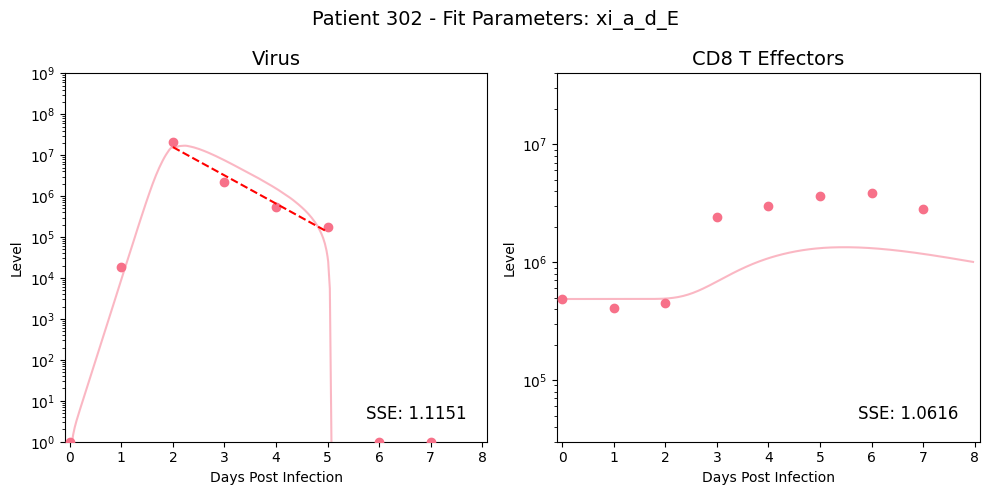 Patient 302 - Fit Parameters: xi_a_d_E
Virus
CD8 T Effectors
Level
10^9
10^8
10^7
10^6
10^5
10^4
10^3
10^2
10^1
10^0
SSE: 1.1151
0 1 2 3 4 5 6 7 8
Days Post Infection
Level
10^7
10^6
10^5
SSE: 1.0616
0 1 2 3 4 5 6 7 8
Days Post Infection